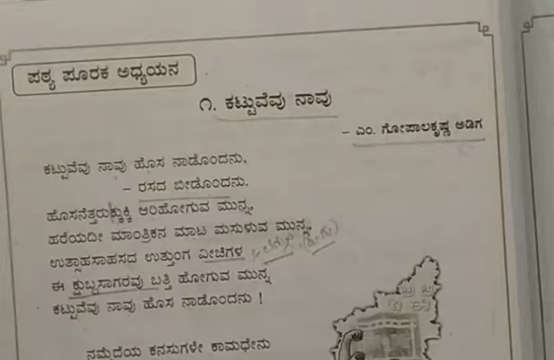 ಪಠ್ಯ ಪೂರಕ ಅಧ್ಯಯನ
೧. ಕಟ್ಟುವೆವು ನಾವು
– ಎಂ. ಗೋಪಾಲಕೃಷ್ಣ ಅಡಿಗ
ಕಟ್ಟುವೆವು ನಾವು ಹೊಸ ನಾಡೊಂದನು,
– ರಸದ ಬೀಡೊಂದನು.
ಹೊಸನೆತ್ತರುಕ್ಕುಕ್ಕಿ ಆರಿಹೋಗುವ ಮುನ್ನ,
ಹರೆಯದೀ ಮಾಂತ್ರಿಕನ ಮಾಟ ಮಸುಳುವ ಮುನ್ನ,
ಉತ್ಸಾಹಸಾಹಸದ ಉತ್ತುಂಗ ವೀಚಿಗಳ
ಈ ಕ್ಷುಬ್ಧಸಾಗರವು ಬತ್ತಿ ಹೋಗುವ ಮುನ್ನ
ಕಟ್ಟುವೆವು ನಾವು ಹೊಸ ನಾಡೊಂದನು !
ನಮ್ಮೆದೆಯ ಕನಸುಗಳೇ ಕಾಮಧೇನು